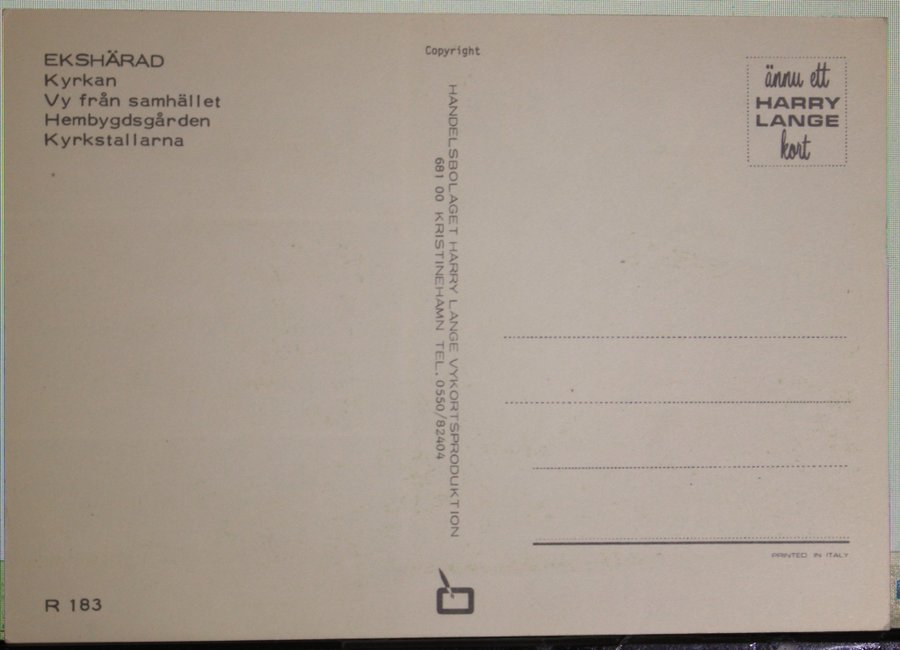 EKSHÄRAD
Kyrkan
Vy från samhället
Hembygdsgården
Kyrkstallarna
Copyright
HANDELSBOLAGET HARRY LANGE VYKORTSPRODUKTION
681 00 KRISTINEHAMN TEL. 0550/82404
ännu ett
HARRY
LANGE
kort
PRINTED IN ITALY
R 183